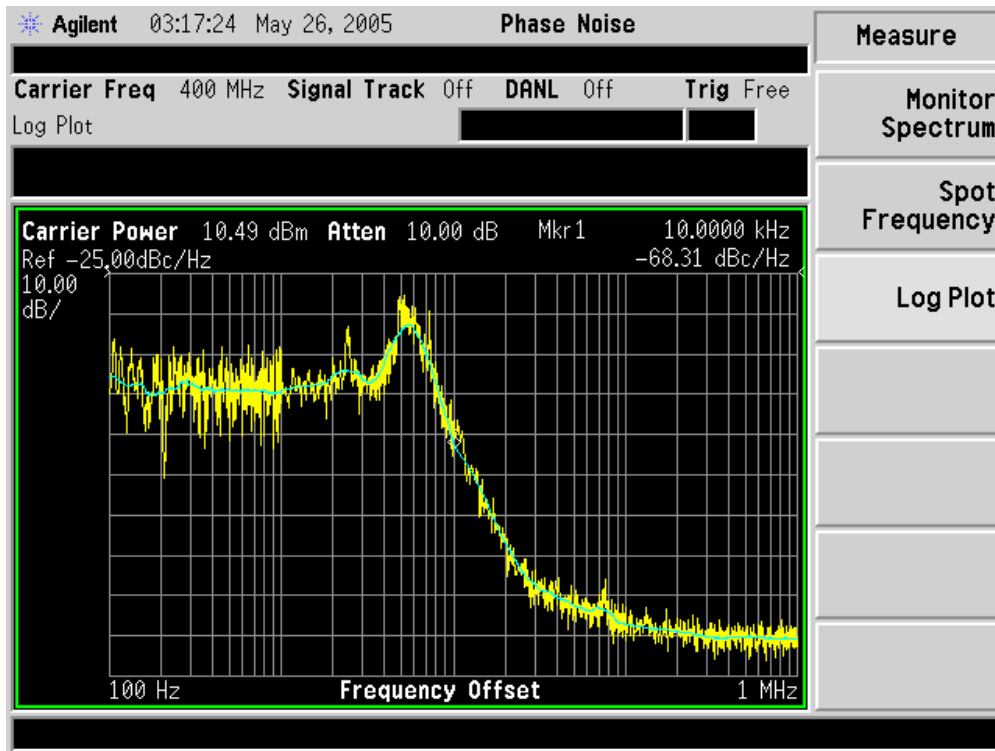 Agilent 03:17:24 May 26, 2005 Phase Noise
Measure
Carrier Freq 400 MHz Signal Track Off DANL Off Trig Free
Log Plot
Monitor
Spectrum
Spot
Frequency
Log Plot
Carrier Power 10.49 dBm Atten 10.00 dB Mkr1 10.0000 kHz
Ref -25.00dBc/Hz -68.31 dBc/Hz
10.00
dB/
100 Hz Frequency Offset 1 MHz